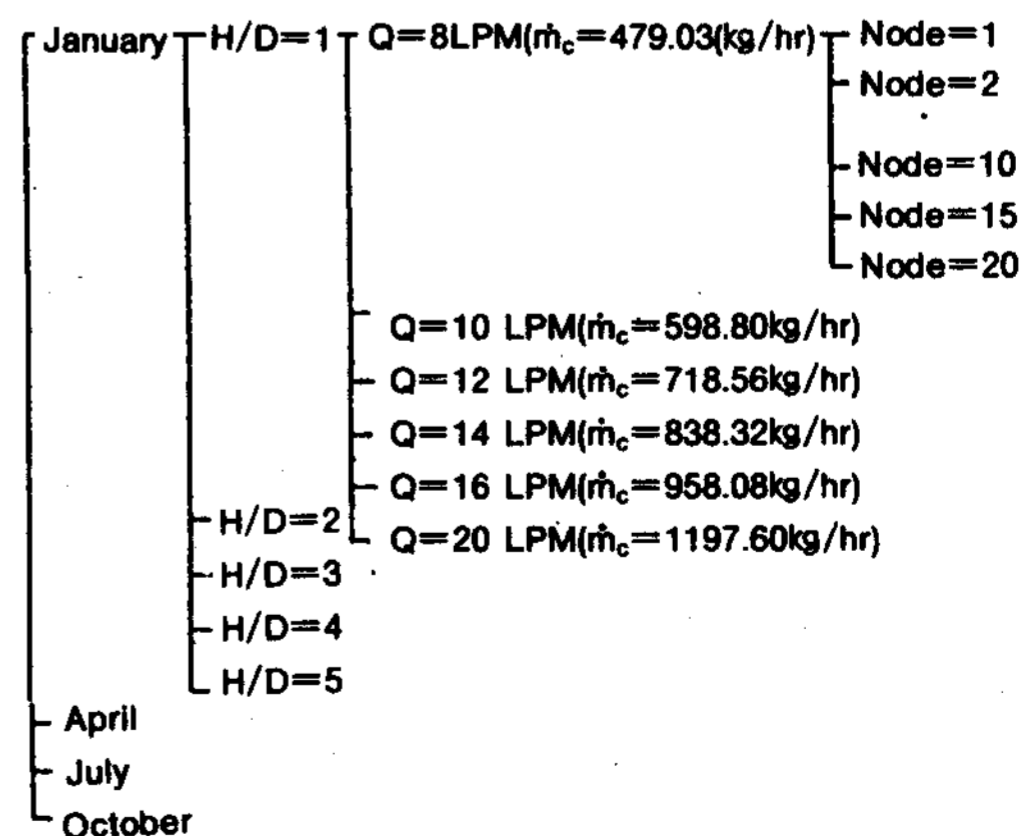 January H/D=1 Q=8LPM(ṁc=479.03(kg/hr) Node=1
Node=2
Node=10
Node=15
Node=20
Q=10 LPM(ṁc=598.80kg/hr)
Q=12 LPM(ṁc=718.56kg/hr)
Q=14 LPM(ṁc=838.32kg/hr)
Q=16 LPM(ṁc=958.08kg/hr)
H/D=2
Q=20 LPM(ṁc=1197.60kg/hr)
H/D=3
H/D=4
H/D=5
April
July
October